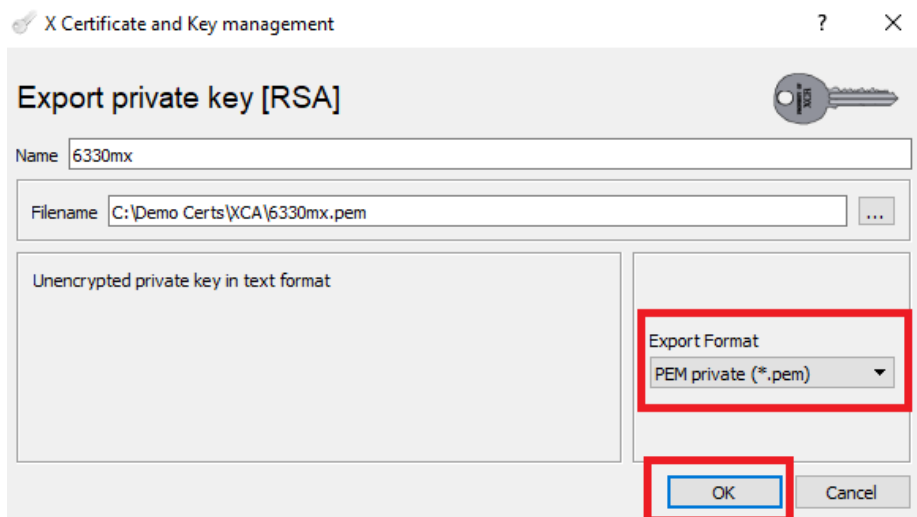 X Certificate and Key management
Export private key [RSA]
Name 6330mx
Filename C:\Demo Certs\XCA\6330mx.pem ...
Unencrypted private key in text format
Export Format
PEM private (*.pem)
OK Cancel